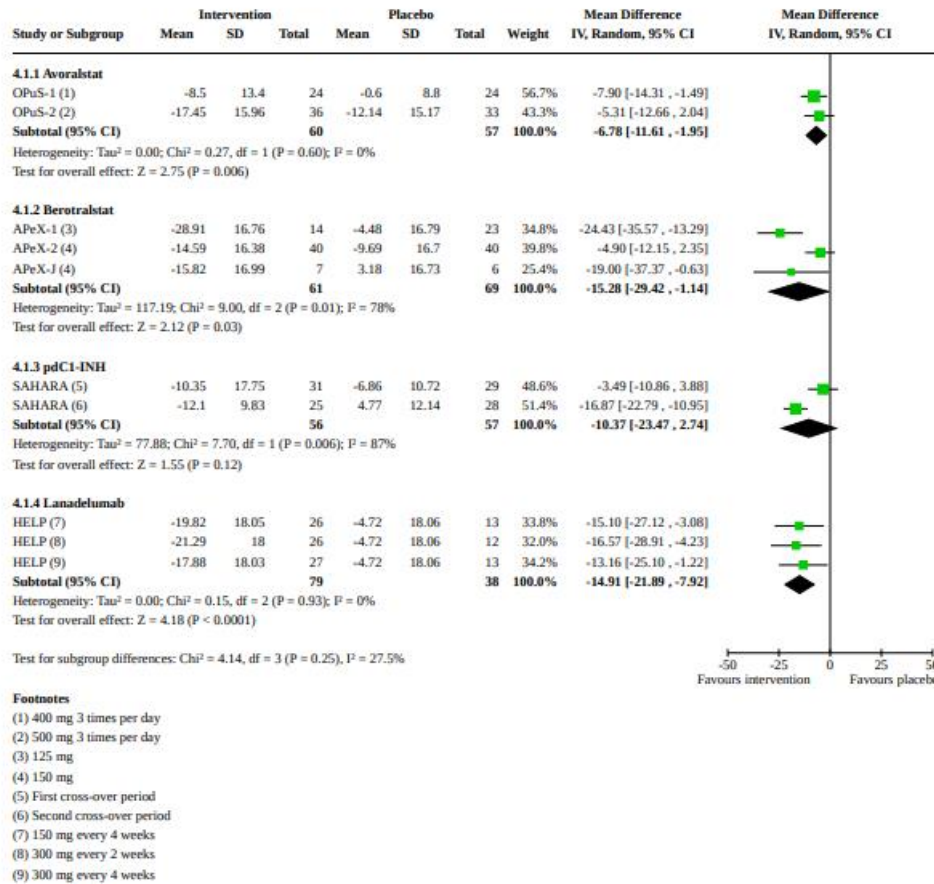 Intervention Placebo Mean Difference Mean Difference
Study or Subgroup Mean SD Total Mean SD Total Weight IV, Random, 95% CI IV, Random, 95% CI
4.1.1 Avoralstat
OPuS-1 (1) -8.5 13.4 24 -0.6 8.8 24 56.7% -7.90 [-14.31 , -1.49]
OPuS-2 (2) -17.45 15.96 36 -12.14 15.17 33 43.3% -5.31 [-12.66 , 2.04]
Subtotal (95% CI) 60 57 100.0% -6.78 [-11.61 , -1.95]
Heterogeneity: Tau² = 0.00; Chi² = 0.27, df = 1 (P = 0.60); I² = 0%
Test for overall effect: Z = 2.75 (P = 0.006)
4.1.2 Berotralstat
APeX-1 (3) -28.91 16.76 14 -4.48 16.79 23 34.8% -24.43 [-35.57 , -13.29]
APeX-2 (4) -14.59 16.38 40 -9.69 16.7 40 39.8% -4.90 [-12.15 , 2.35]
APeX-J (4) -15.82 16.99 7 3.18 16.73 6 25.4% -19.00 [-37.37 , -0.63]
Subtotal (95% CI) 61 69 100.0% -15.28 [-29.42 , -1.14]
Heterogeneity: Tau² = 117.19; Chi² = 9.00, df = 2 (P = 0.01); I² = 78%
Test for overall effect: Z = 2.12 (P = 0.03)
4.1.3 pdC1-INH
SAHARA (5) -10.35 17.75 31 -6.86 10.72 29 48.6% -3.49 [-10.86 , 3.88]
SAHARA (6) -12.1 9.83 25 4.77 12.14 28 51.4% -16.87 [-22.79 , -10.95]
Subtotal (95% CI) 56 57 100.0% -10.37 [-23.47 , 2.74]
Heterogeneity: Tau² = 77.88; Chi² = 7.70, df = 1 (P = 0.006); I² = 87%
Test for overall effect: Z = 1.55 (P = 0.12)
4.1.4 Lanadelumab
HELP (7) -19.82 18.05 26 -4.72 18.06 13 33.8% -15.10 [-27.12 , -3.08]
HELP (8) -21.29 18 26 -4.72 18.06 12 32.0% -16.57 [-28.91 , -4.23]
HELP (9) -17.88 18.03 27 -4.72 18.06 13 34.2% -13.16 [-25.10 , -1.22]
Subtotal (95% CI) 79 38 100.0% -14.91 [-21.89 , -7.92]
Heterogeneity: Tau² = 0.00; Chi² = 0.15, df = 2 (P = 0.93); I² = 0%
Test for overall effect: Z = 4.18 (P < 0.0001)
Test for subgroup differences: Chi² = 4.14, df = 3 (P = 0.25), I² = 27.5%
-50 -25 0 25 50
Favours intervention Favours placebo
Footnotes
(1) 400 mg 3 times per day
(2) 500 mg 3 times per day
(3) 125 mg
(4) 150 mg
(5) First cross-over period
(6) Second cross-over period
(7) 150 mg every 4 weeks
(8) 300 mg every 2 weeks
(9) 300 mg every 4 weeks